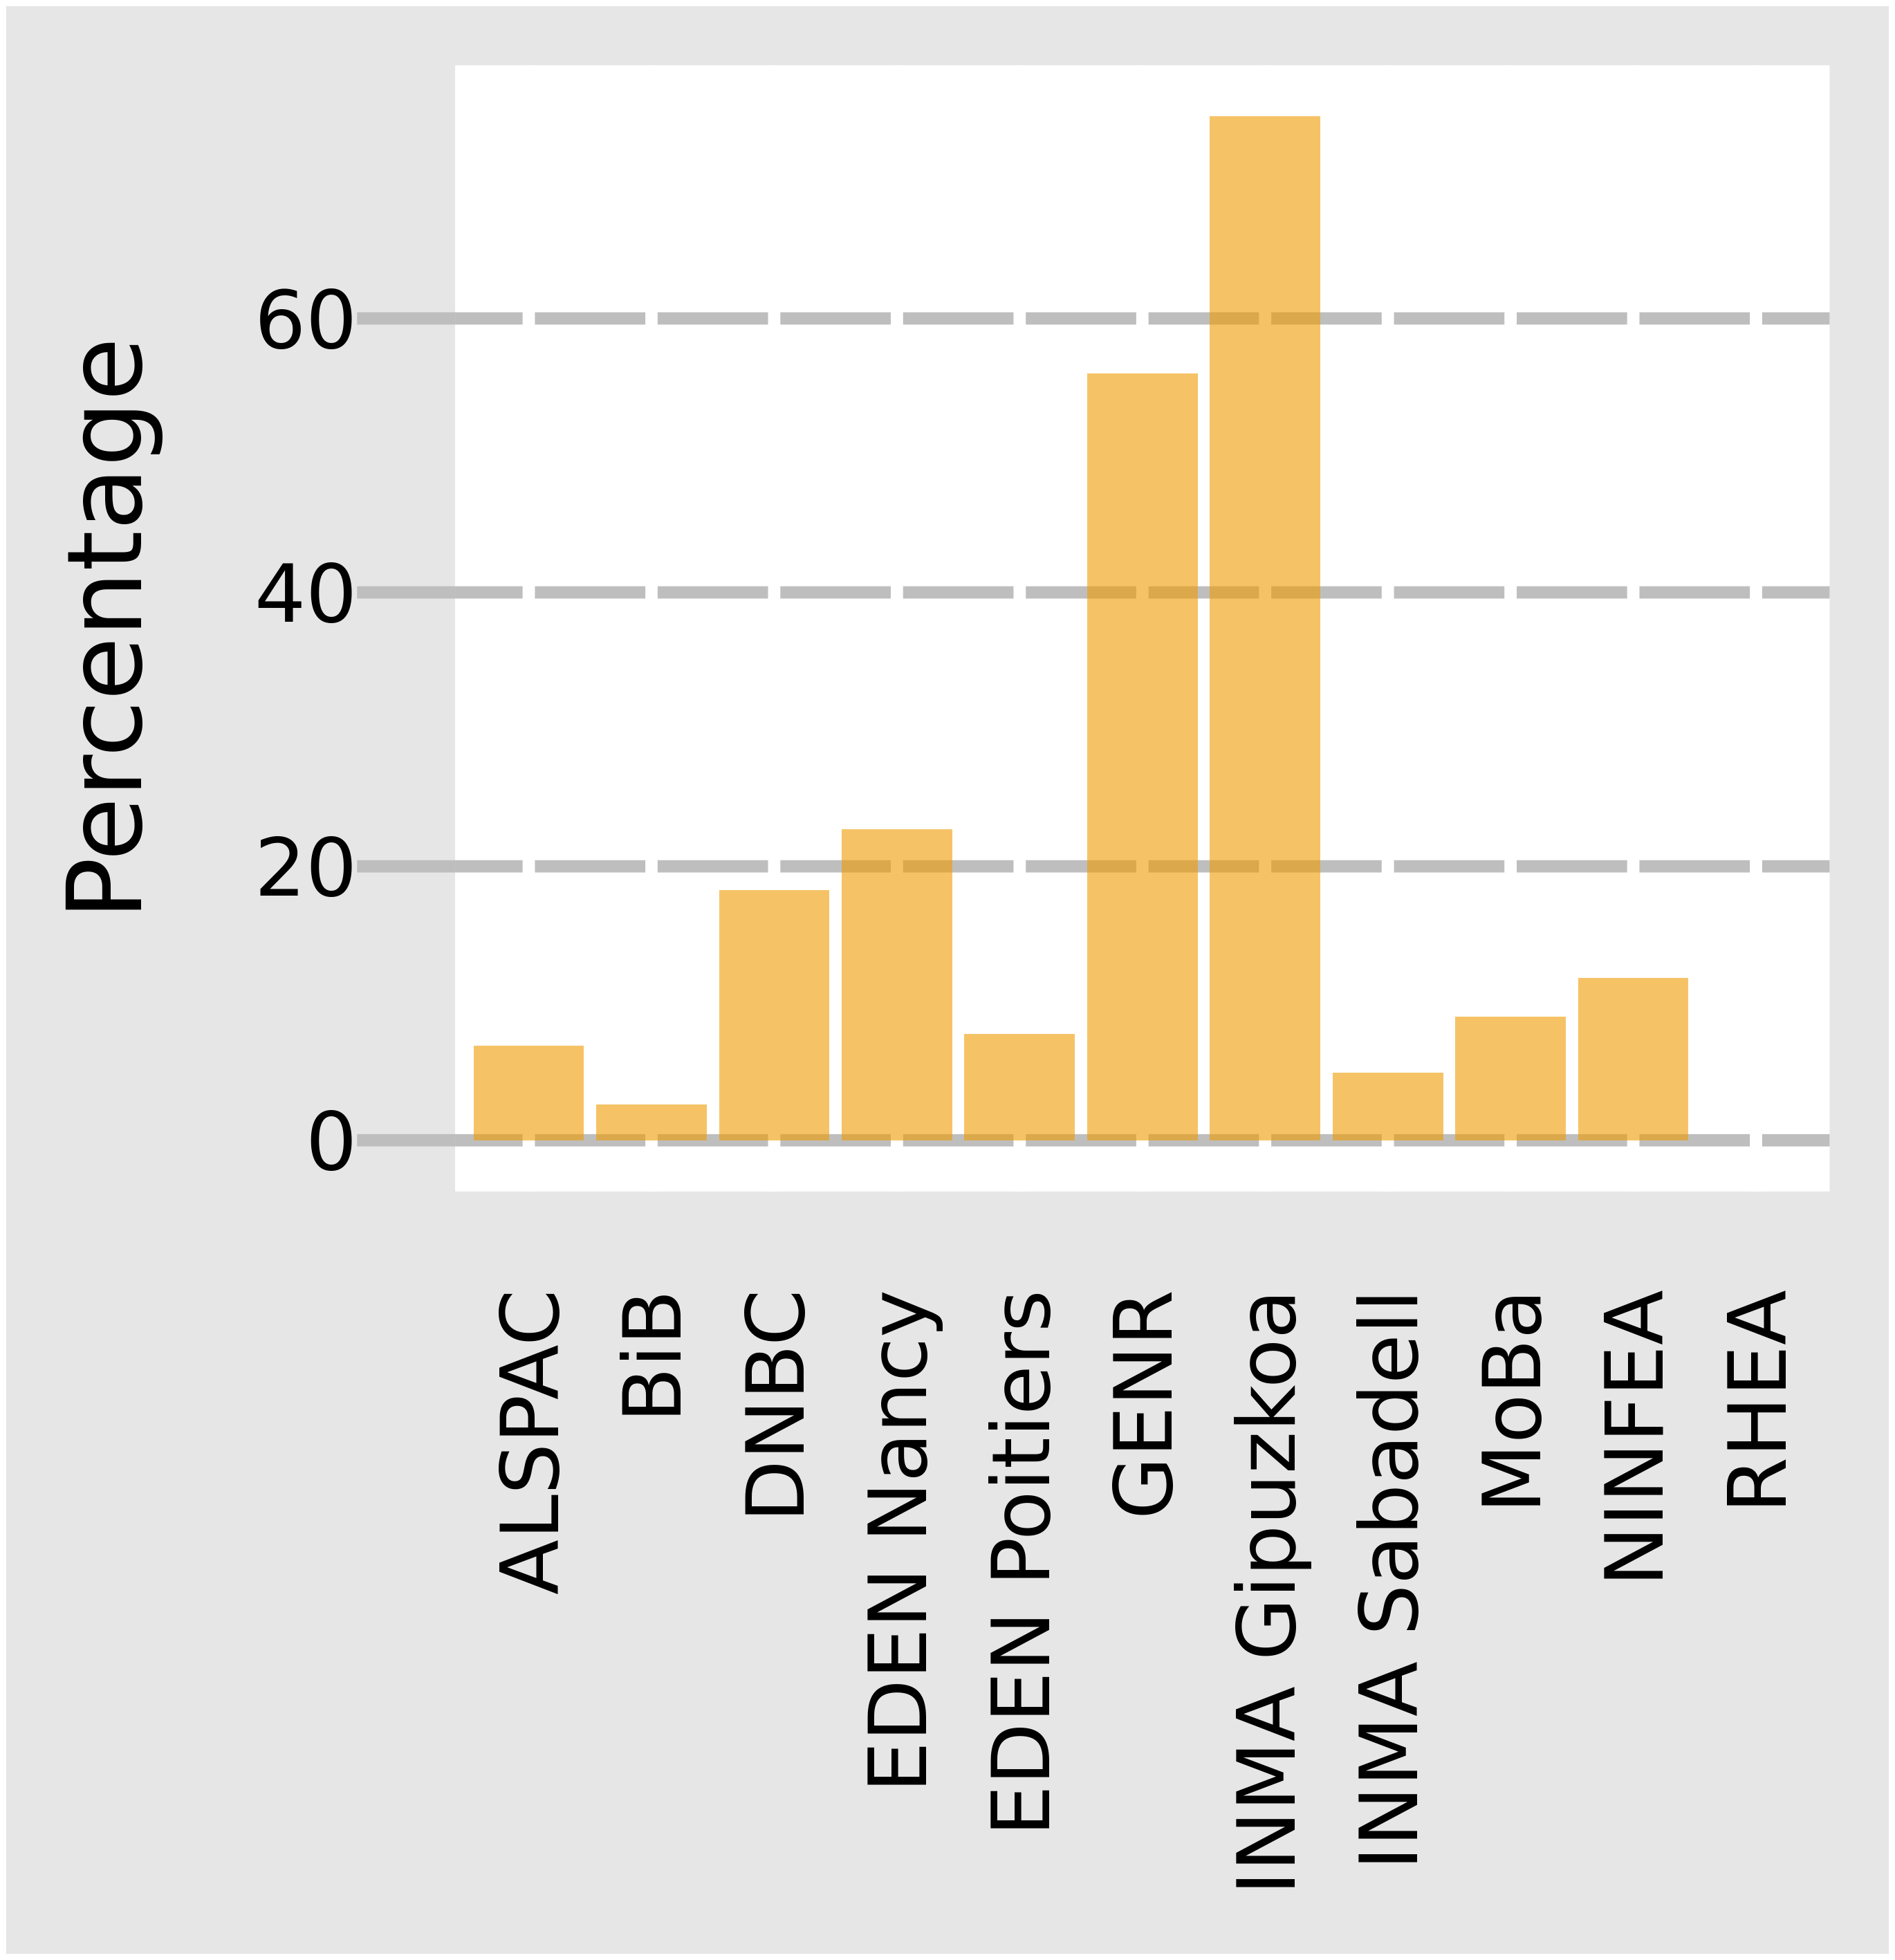 Percentage
60
40
20
0
ALSPAC
BiB
DNBC
EDEN Nancy
EDEN Poitiers
GENR
INMA Gipuzkoa
INMA Sabadell
MoBa
NINFEA
RHEA